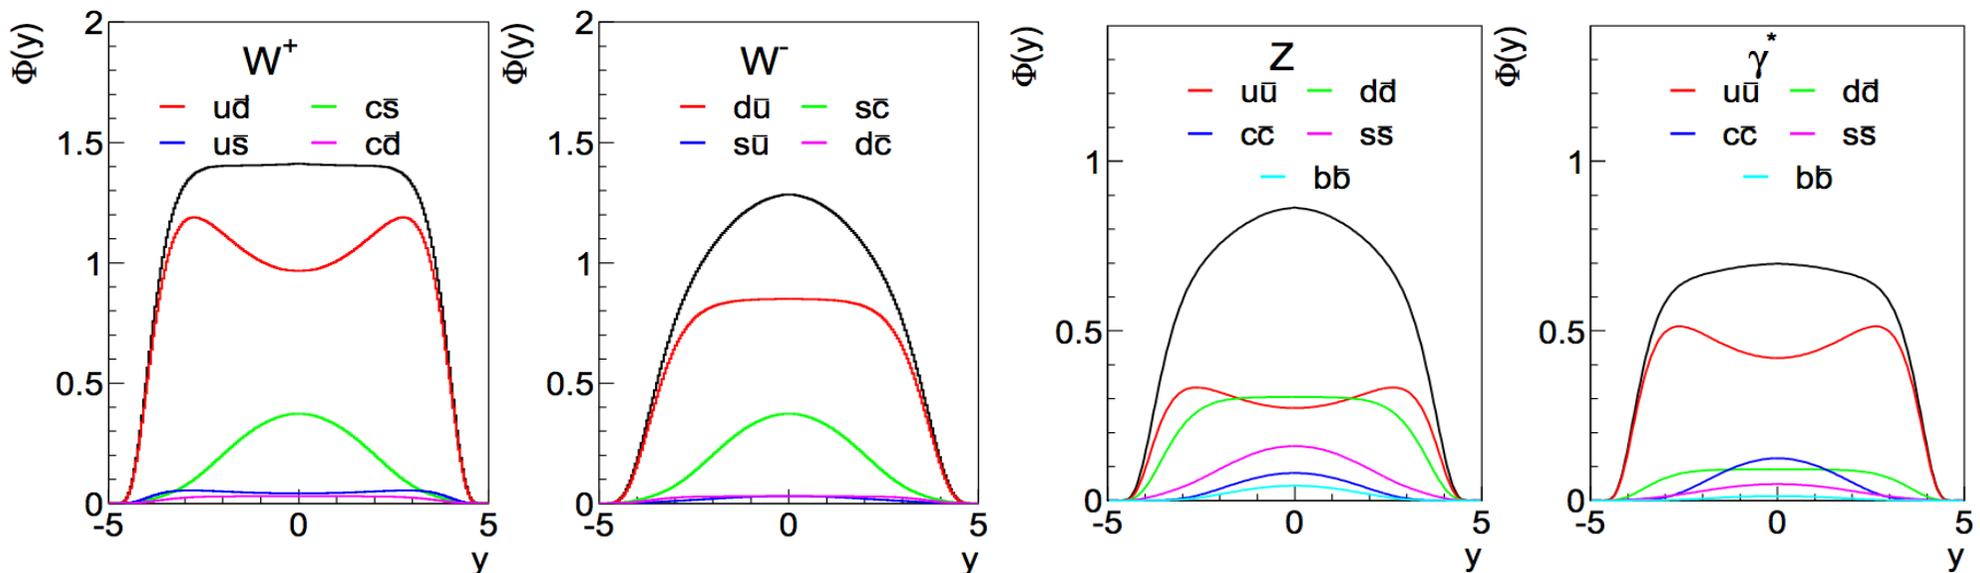 Φ(y)
2
1.5
1
0.5
0
W⁺
ud̄
cs̄
us̄
cd̄
-5
0
5
y
Φ(y)
2
1.5
1
0.5
0
W⁻
dū
sc̄
sū
dc̄
-5
0
5
y
Φ(y)
1
0.5
0
Z
uū
dd̄
cc̄
ss̄
bb̄
-5
0
5
y
Φ(y)
1
0.5
0
γ*
uū
dd̄
cc̄
ss̄
bb̄
-5
0
5
y